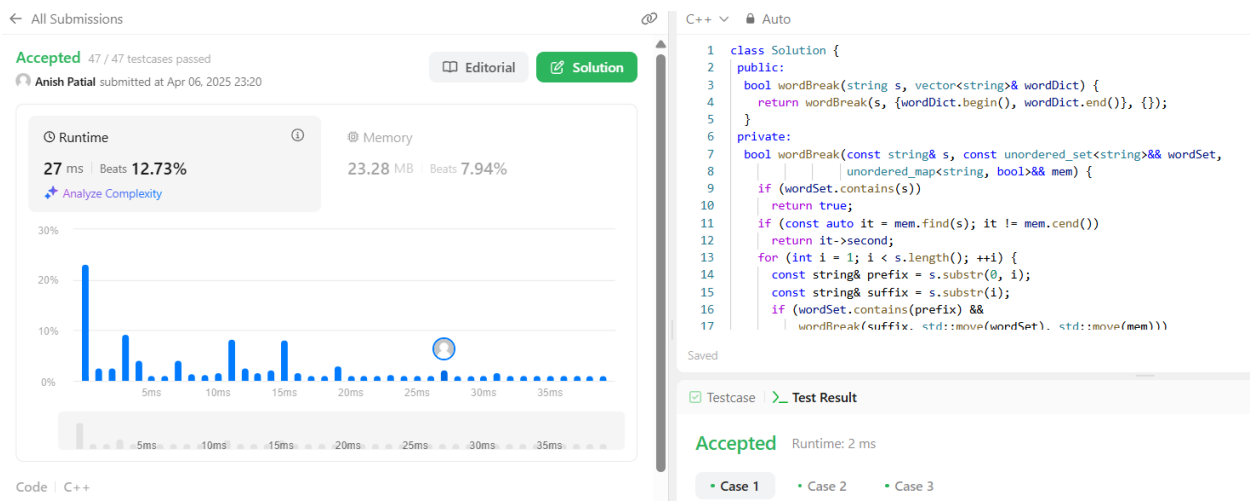 All Submissions
Accepted 47 / 47 testcases passed
Anish Patial submitted at Apr 06, 2025 23:20
Editorial
Solution
Runtime
27 ms Beats 12.73%
Analyze Complexity
Memory
23.28 MB Beats 7.94%
30%
20%
10%
0%
5ms 10ms 15ms 20ms 25ms 30ms 35ms
5ms 10ms 15ms 20ms 25ms 30ms 35ms
Code C++
C++ Auto
1 class Solution {
2 public:
3 bool wordBreak(string s, vector<string>& wordDict) {
4 return wordBreak(s, {wordDict.begin(), wordDict.end()}, {});
5 }
6 private:
7 bool wordBreak(const string& s, const unordered_set<string>&& wordSet,
8 unordered_map<string, bool>&& mem) {
9 if (wordSet.contains(s))
10 return true;
11 if (const auto it = mem.find(s); it != mem.cend())
12 return it->second;
13 for (int i = 1; i < s.length(); ++i) {
14 const string& prefix = s.substr(0, i);
15 const string& suffix = s.substr(i);
16 if (wordSet.contains(prefix) &&
17 wordBreak(suffix, std::move(wordSet), std::move(mem)))
Saved
Testcase
Test Result
Accepted Runtime: 2 ms
Case 1 Case 2 Case 3